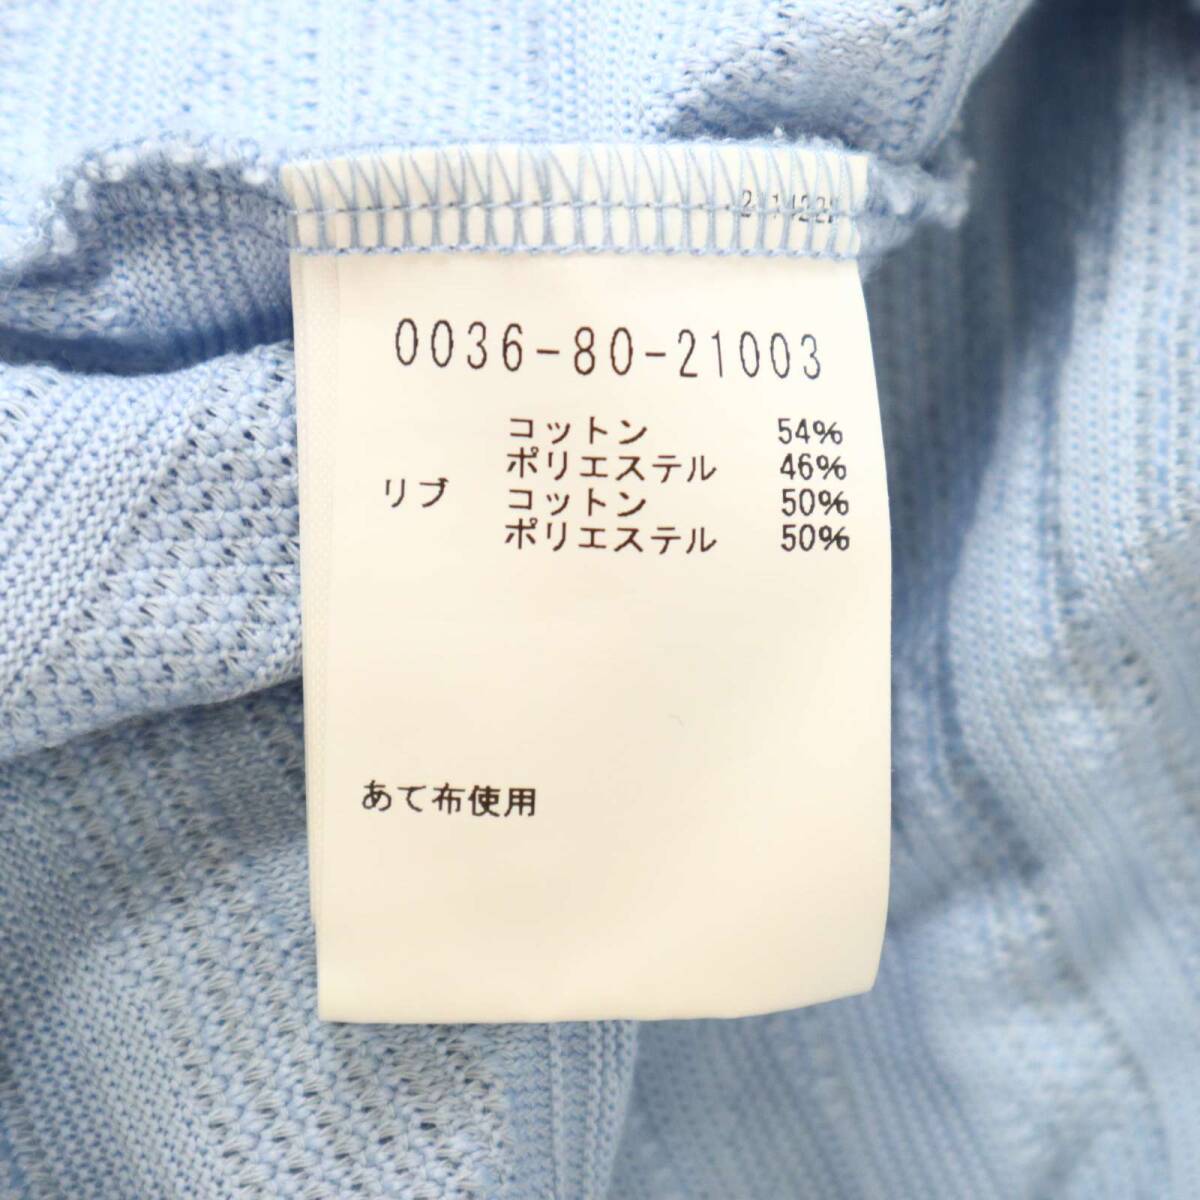 0036-80-21003
コットン 54%
ポリエステル 46%
リブ コットン 50%
ポリエステル 50%
あて布使用